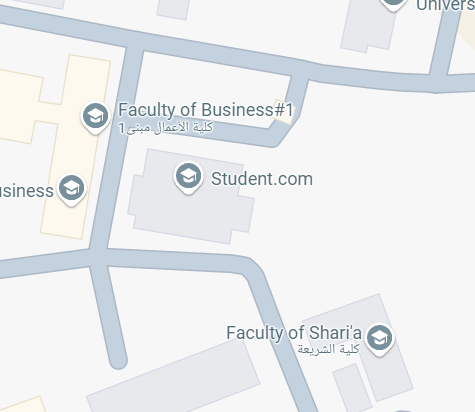 Univers
Faculty of Business#1
كلية الأعمال مبنى1
Student.com
usiness
Faculty of Shari'a
كلية الشريعة